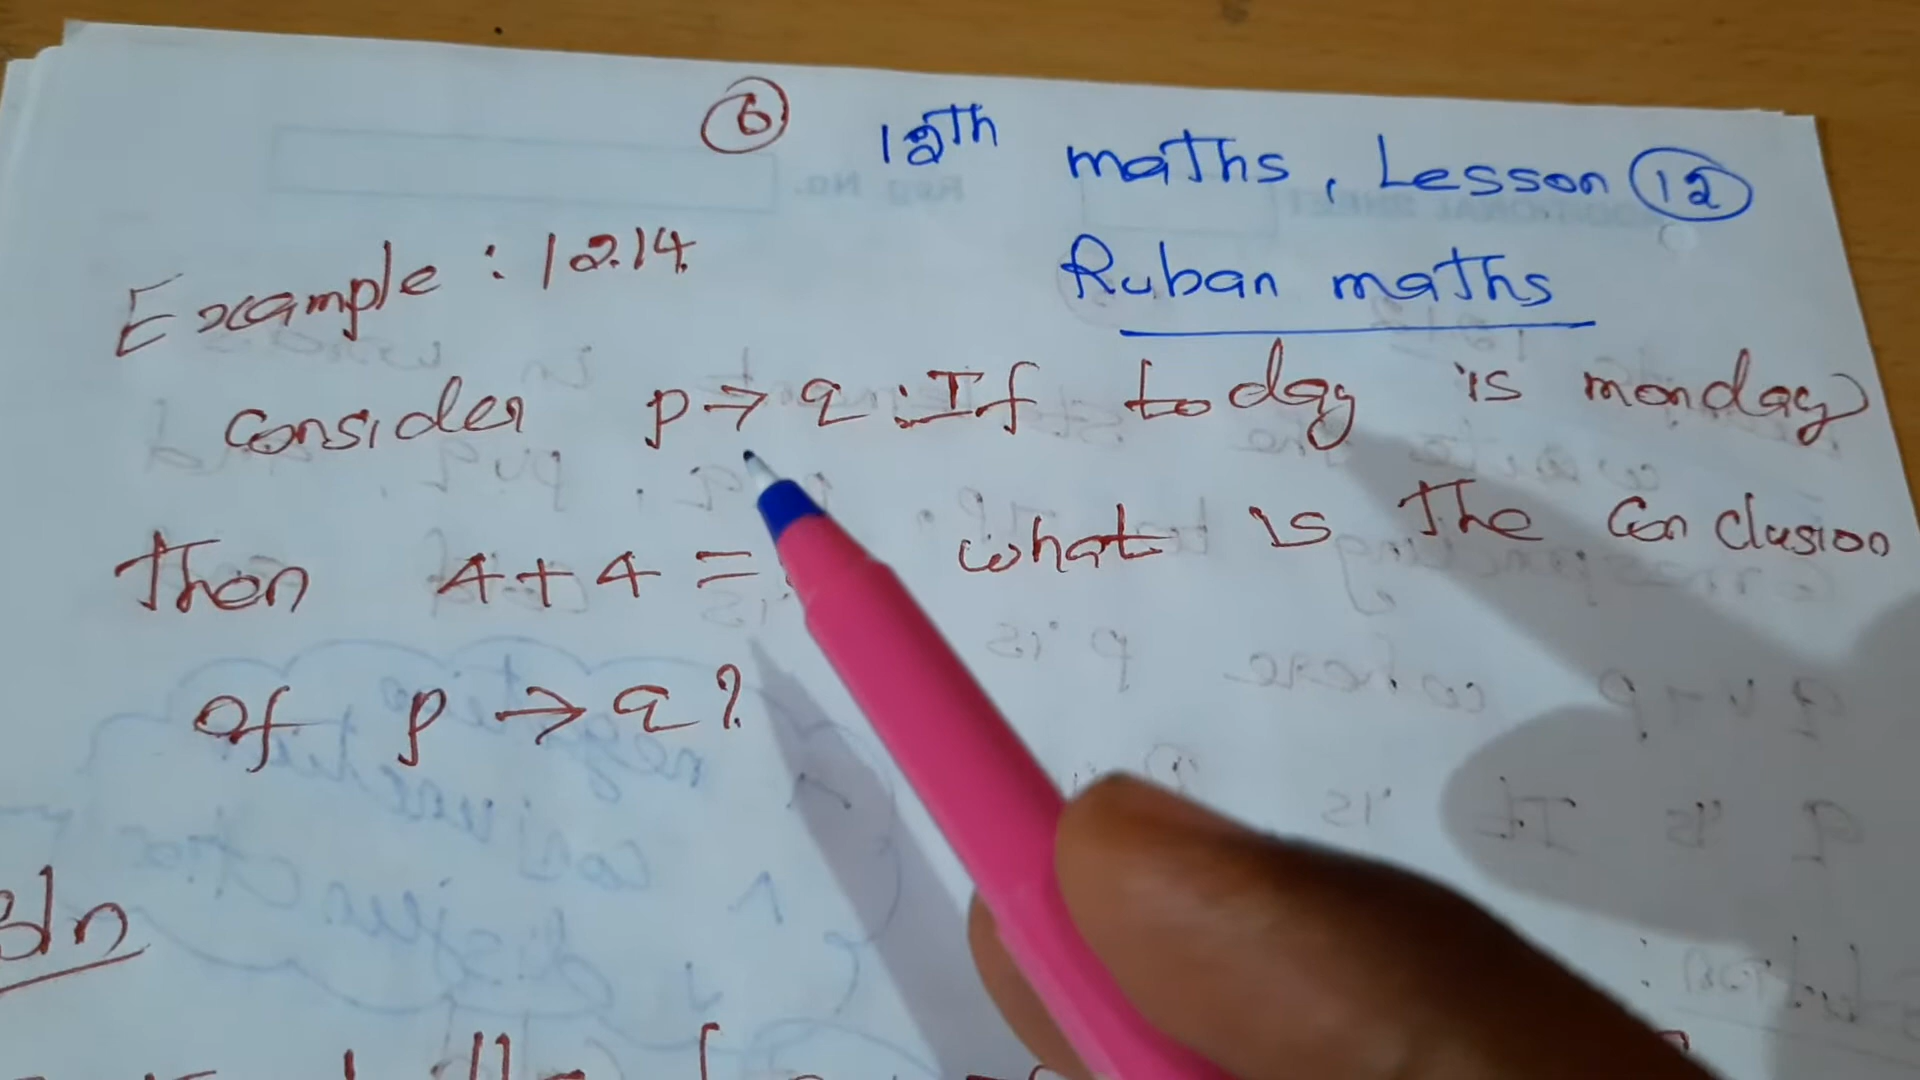 6
12th maths, Lesson 12
Example : 12.14
Ruban maths
Consider p → q : If today is monday
Then 4 + 4 = what is The Conclusion
of p → q?
Soln